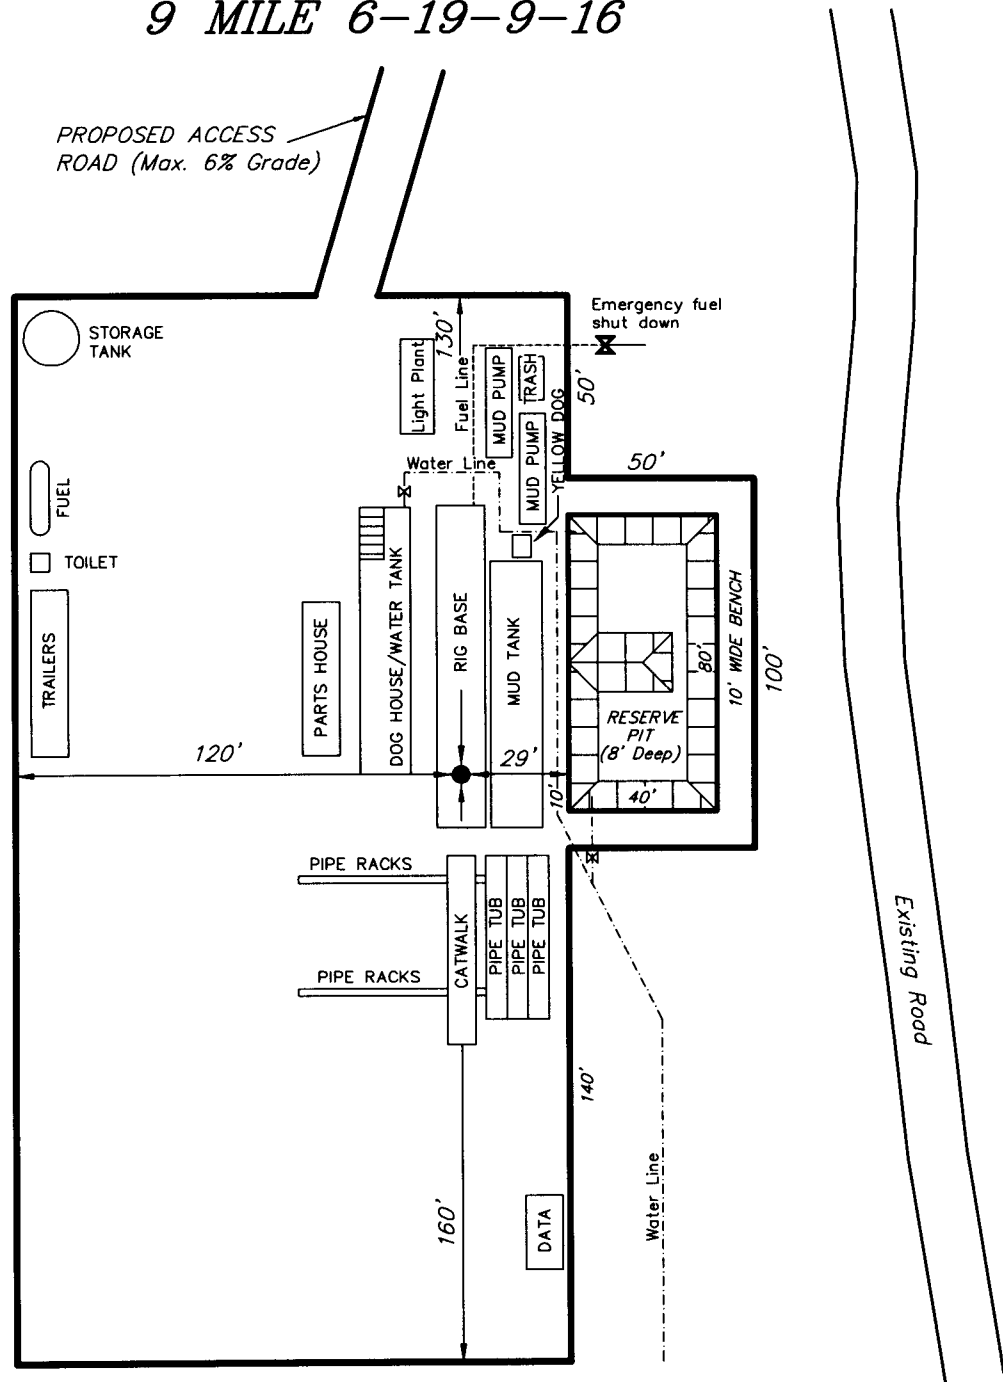 9 MILE 6-19-9-16
PROPOSED ACCESS
ROAD (Max. 6% Grade)
STORAGE
TANK
Emergency fuel
shut down
130'
Light Plant
Fuel Line
MUD PUMP
TRASH
50'
MUD PUMP
YELLOW DOG
50'
Water Line
FUEL
TOILET
TRAILERS
PARTS HOUSE
DOG HOUSE/WATER TANK
RIG BASE
MUD TANK
80'
10' WIDE BENCH
100'
RESERVE
PIT
(8' Deep)
120'
29'
10'
40'
PIPE RACKS
CATWALK
PIPE TUB
PIPE TUB
PIPE TUB
PIPE RACKS
Existing Road
140'
Water Line
160'
DATA